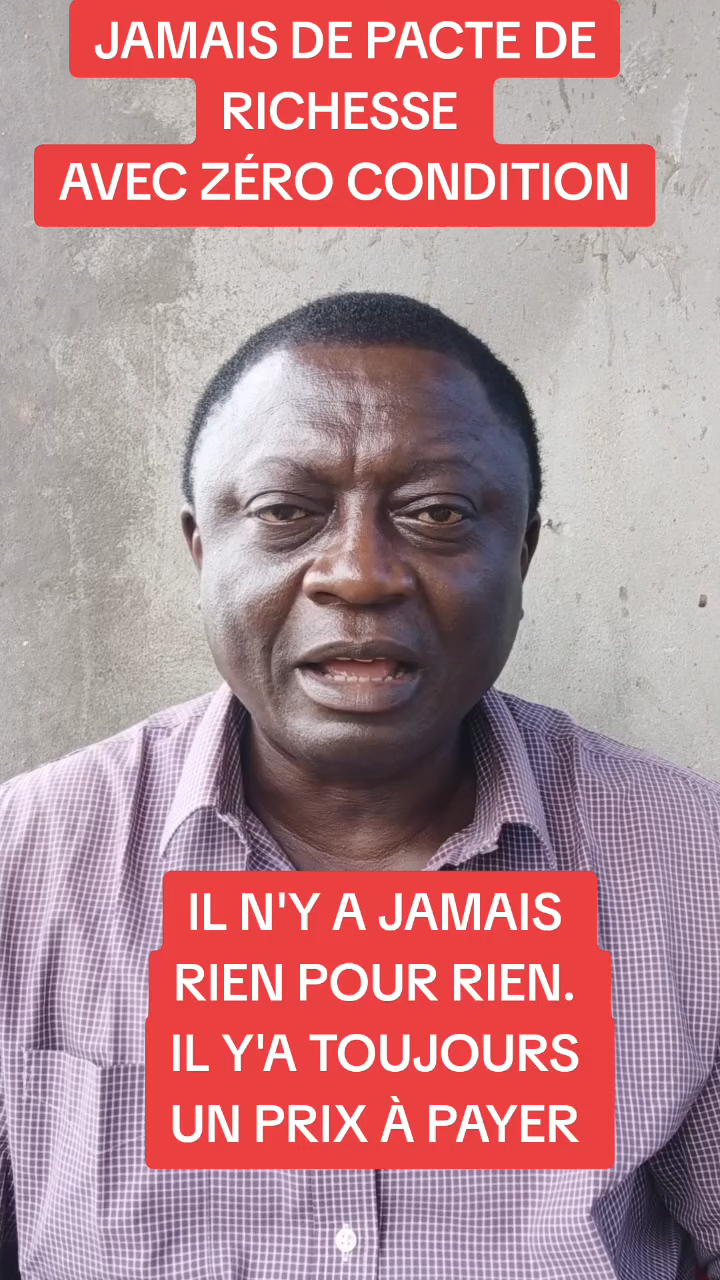 JAMAIS DE PACTE DE
RICHESSE
AVEC ZÉRO CONDITION
IL N'Y A JAMAIS
RIEN POUR RIEN.
IL Y'A TOUJOURS
UN PRIX À PAYER